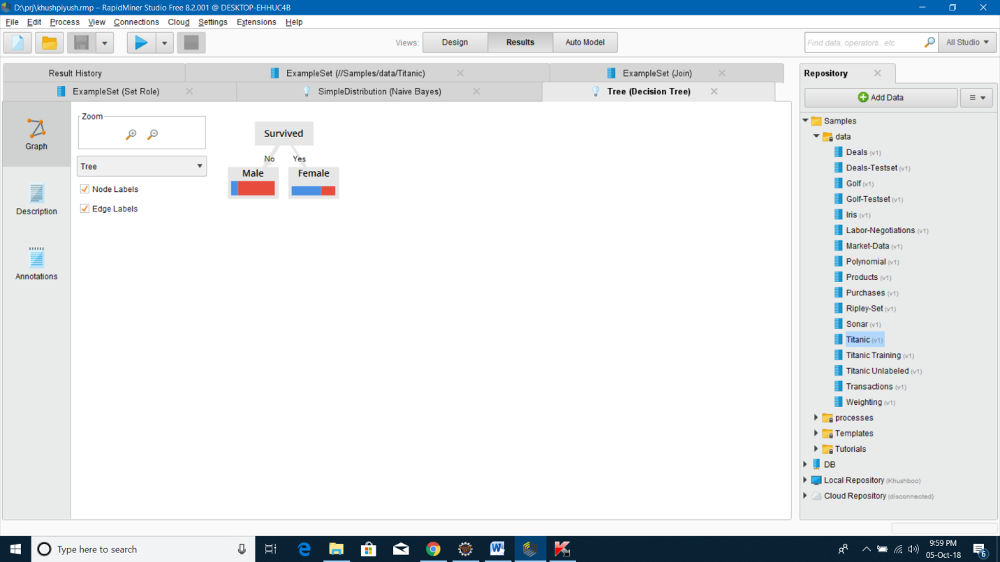 D:\prj\khushpiyush.rmp – RapidMiner Studio Free 8.2.001 @ DESKTOP-EHHUC4B
File Edit Process View Connections Cloud Settings Extensions Help
Views: Design Results Auto Model
Find data, operators...etc
All Studio
Result History
ExampleSet (//Samples/data/Titanic)
ExampleSet (Join)
ExampleSet (Set Role)
SimpleDistribution (Naive Bayes)
Tree (Decision Tree)
Graph
Description
Annotations
Zoom
Tree
Node Labels
Edge Labels
Survived
No Yes
Male Female
Repository
Add Data
Samples
data
Deals (v1)
Deals-Testset (v1)
Golf (v1)
Golf-Testset (v1)
Iris (v1)
Labor-Negotiations (v1)
Market-Data (v1)
Polynomial (v1)
Products (v1)
Purchases (v1)
Ripley-Set (v1)
Sonar (v1)
Titanic (v1)
Titanic Training (v1)
Titanic Unlabeled (v1)
Transactions (v1)
Weighting (v1)
processes
Templates
Tutorials
DB
Local Repository (Khushboo)
Cloud Repository (disconnected)
Type here to search
9:59 PM
05-Oct-18
6